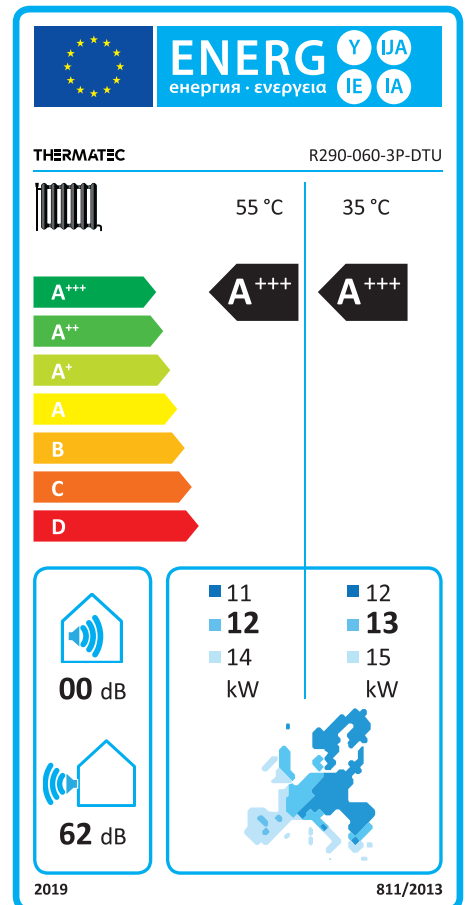 ENERG Y IJA
енергия · ενεργεια IE IA
THERMATEC R290-060-3P-DTU
55 °C 35 °C
A+++ A+++
A+++
A++
A+
A
B
C
D
11 12
12 13
14 15
kW kW
00 dB
62 dB
2019 811/2013